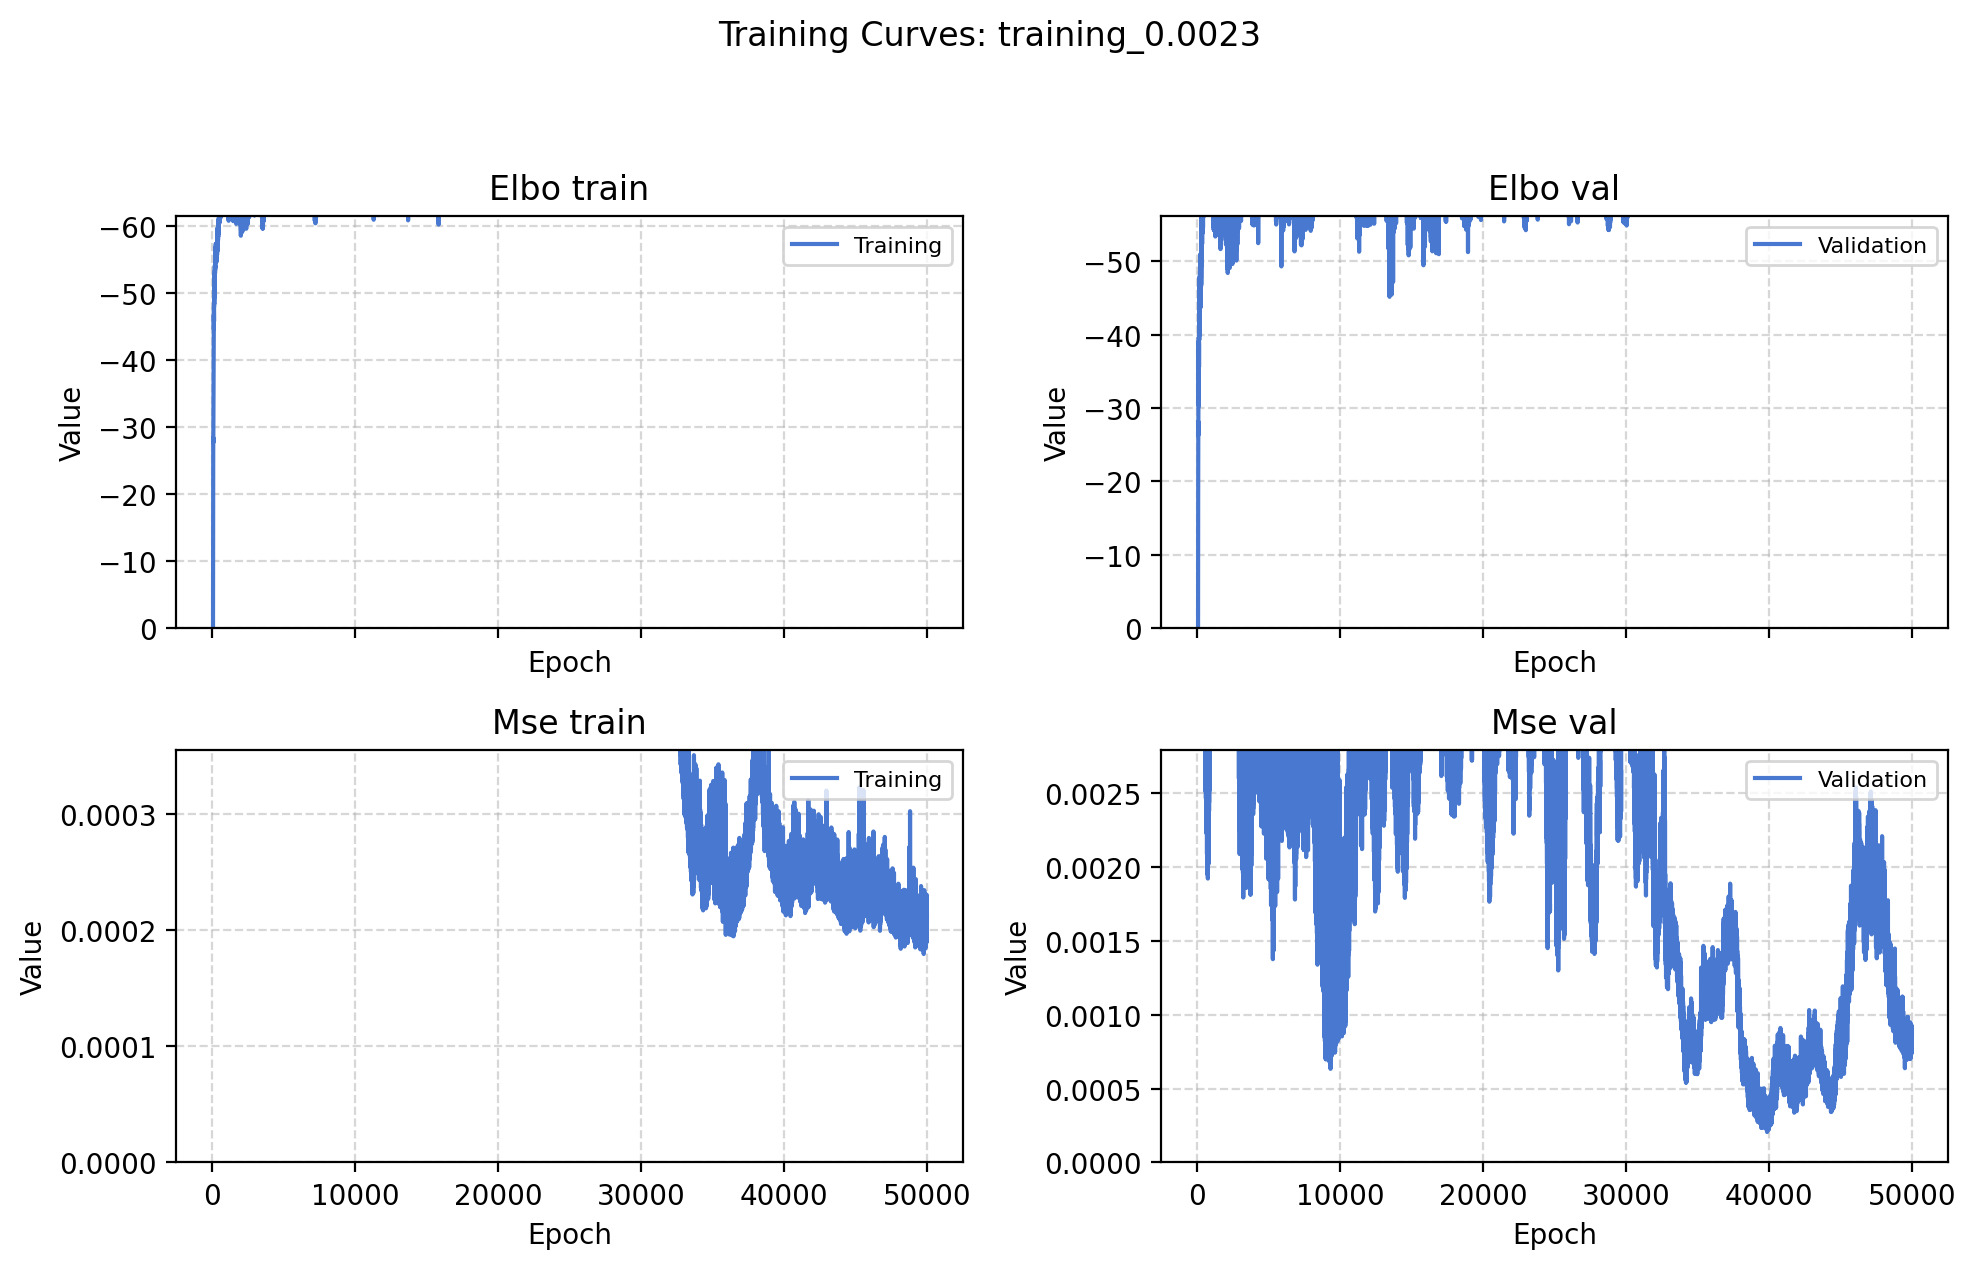 Training Curves: training_0.0023
Elbo train
Elbo val
−60
−50
−40
−30
−20
−10
0
Value
Training
Epoch
−50
−40
−30
−20
−10
0
Value
Validation
Epoch
Mse train
Mse val
0.0003
0.0002
0.0001
0.0000
Value
Training
0 10000 20000 30000 40000 50000
Epoch
0.0025
0.0020
0.0015
0.0010
0.0005
0.0000
Value
Validation
0 10000 20000 30000 40000 50000
Epoch